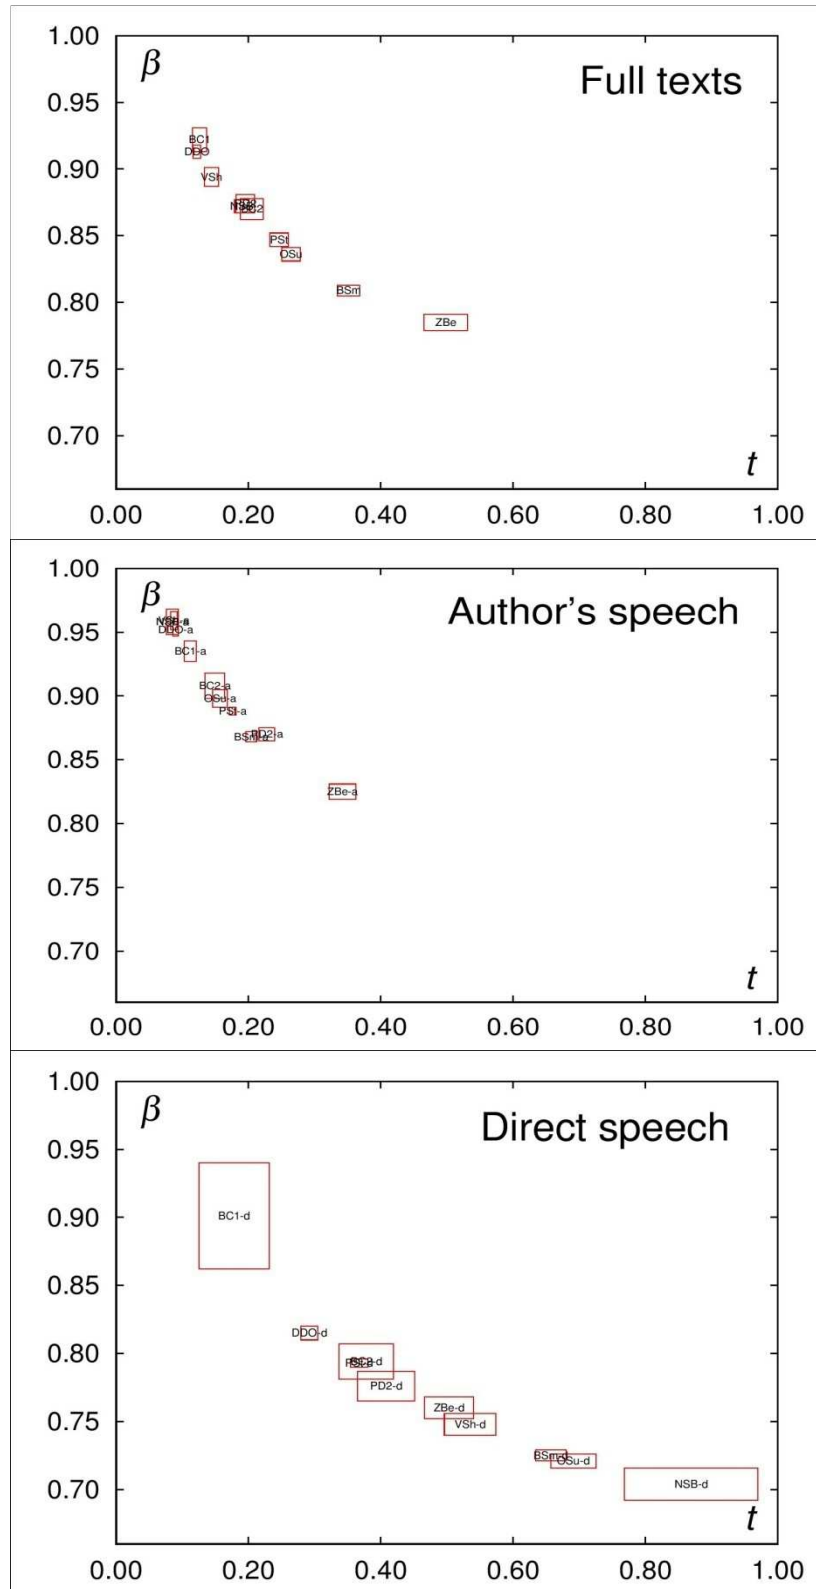 1.00
β
Full texts
0.95
BC1
DDO
0.90
VSh
BC2
0.85
PSt
OSu
0.80
BSm
ZBe
0.75
0.70
t
0.00 0.20 0.40 0.60 0.80 1.00
1.00
β
Author's speech
0.95
DDO-a
BC1-a
BC2-a
0.90
OSu-a
PSt-a
BSm-a PD2-a
0.85
ZBe-a
0.80
0.75
0.70
t
0.00 0.20 0.40 0.60 0.80 1.00
1.00
β
Direct speech
0.95
0.90
BC1-d
0.85
DDO-d
0.80
BC2-d
PD2-d
ZBe-d
0.75
VSh-d
BSm-d
OSu-d
NSB-d
0.70
t
0.00 0.20 0.40 0.60 0.80 1.00